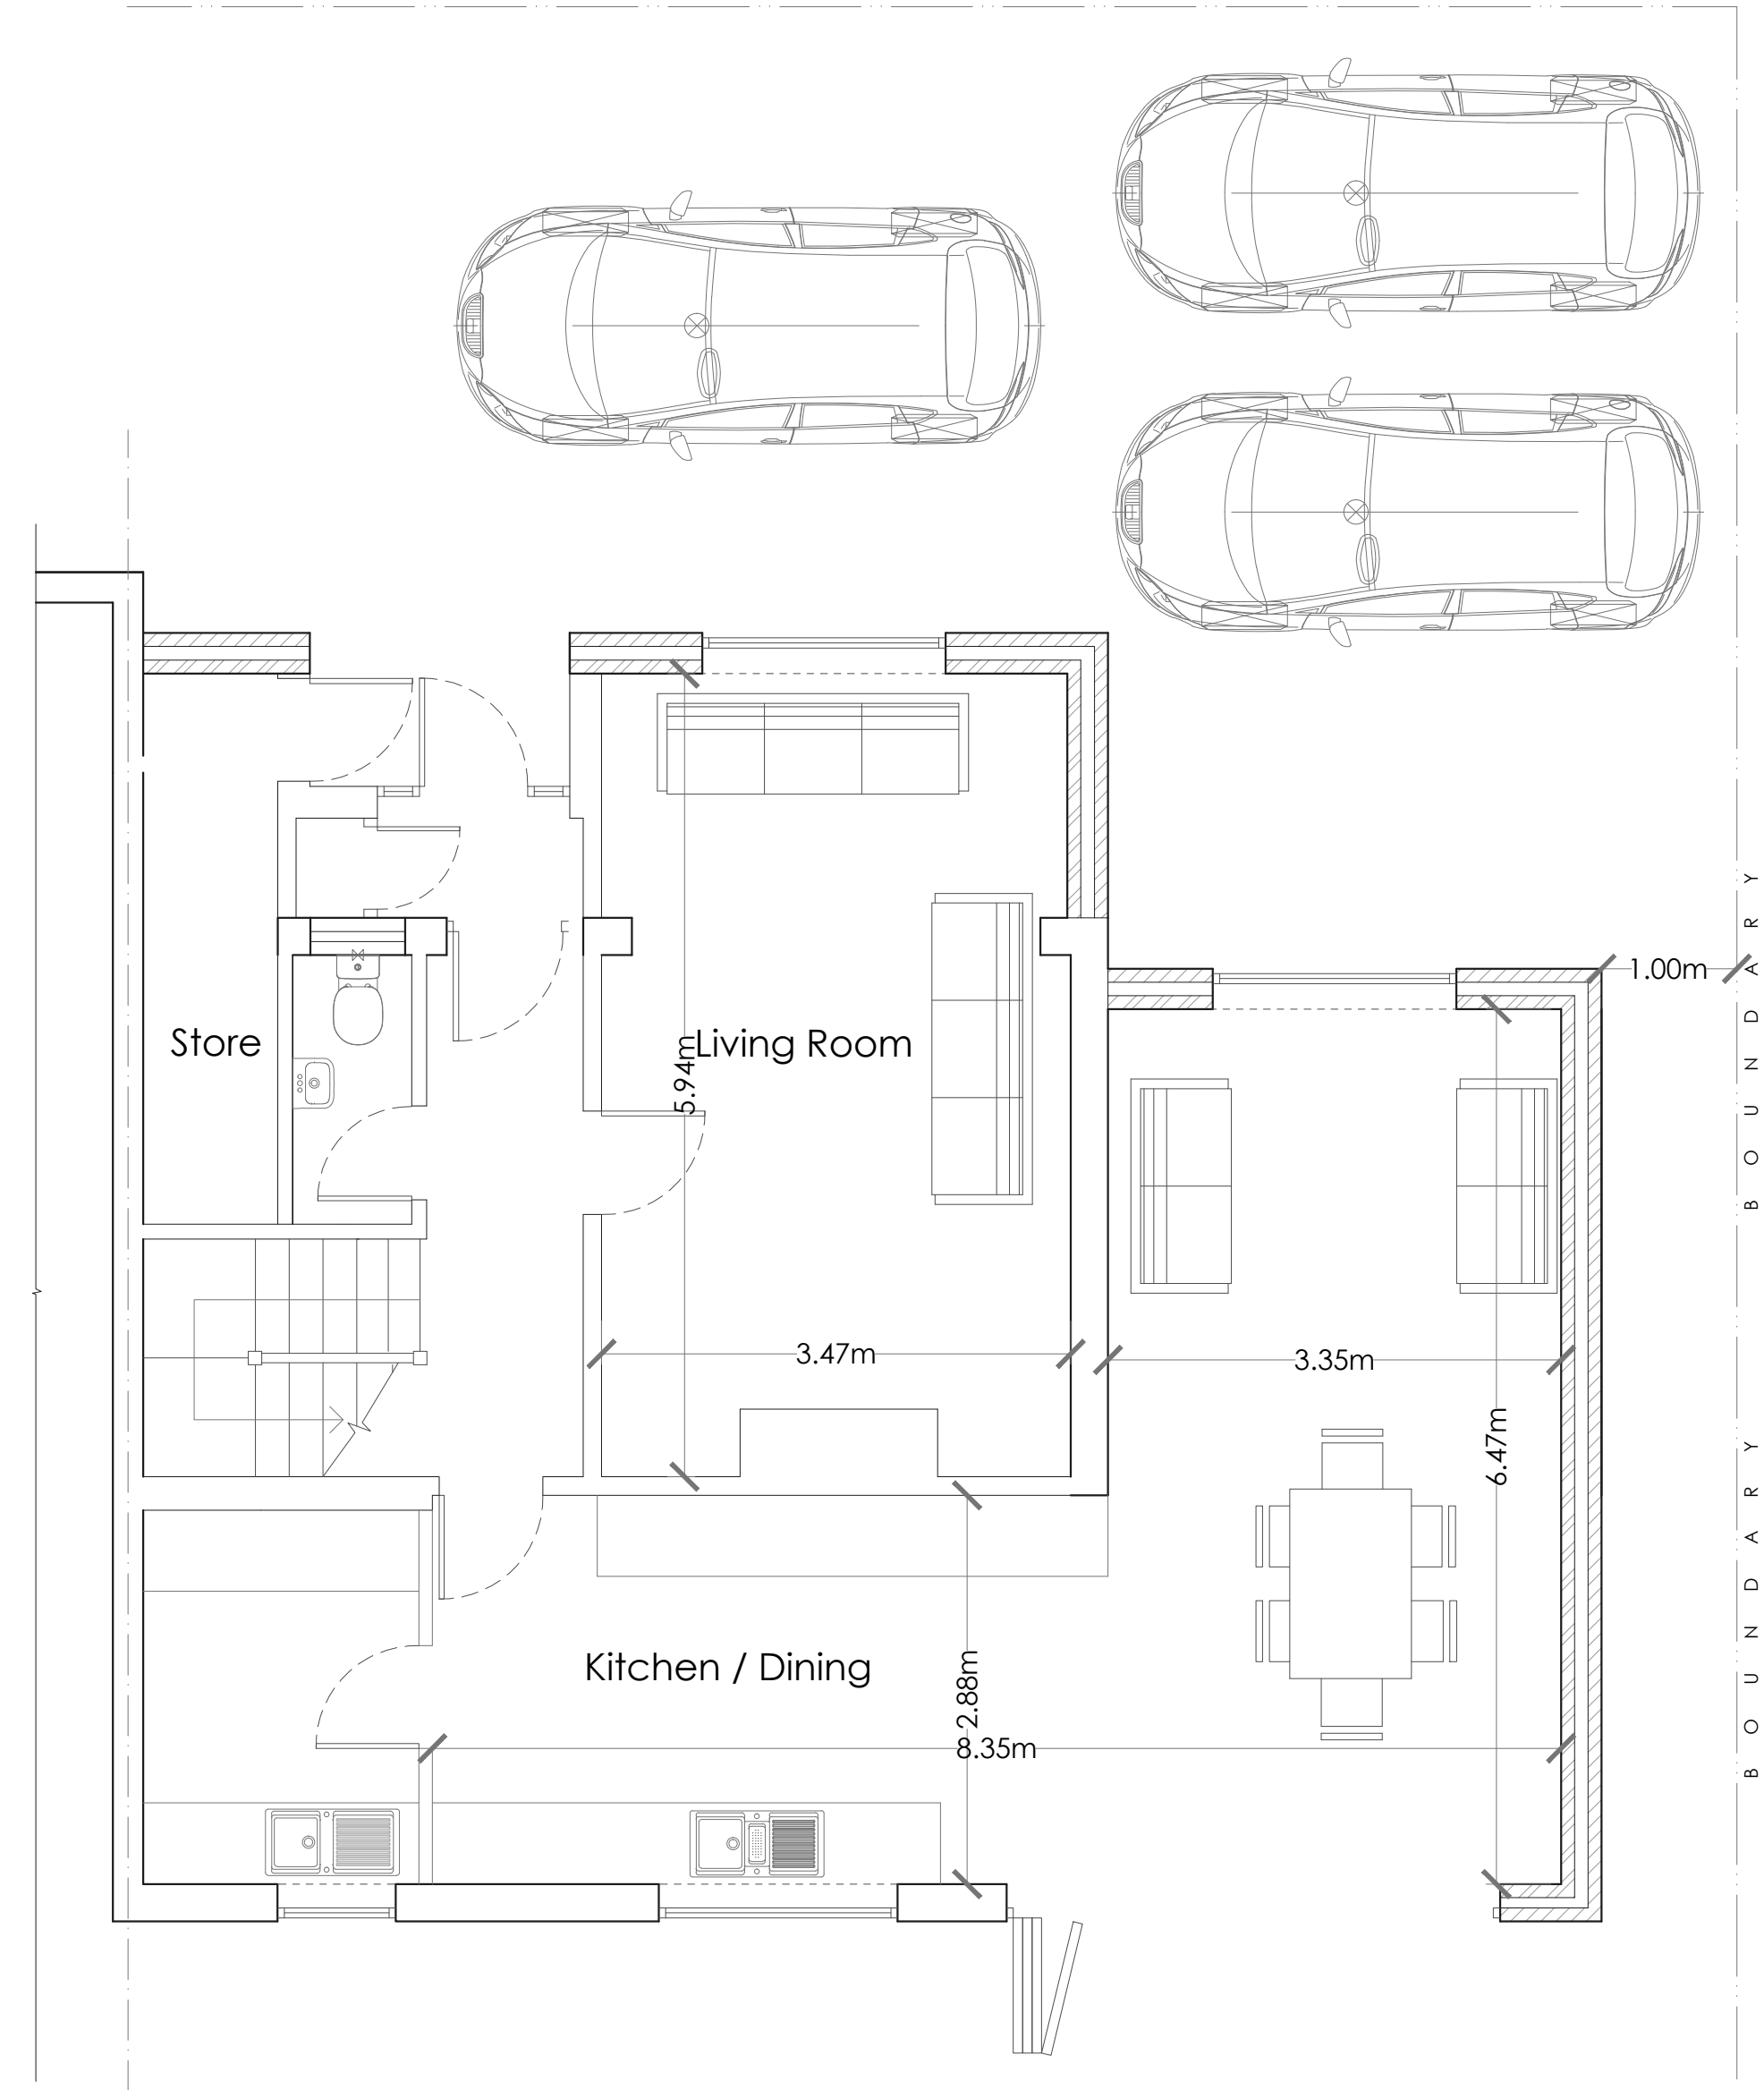 BOUNDARY
1.00m
Store
Living Room
5.94m
3.47m
3.35m
6.47m
BOUNDARY
Kitchen / Dining
2.88m
8.35m